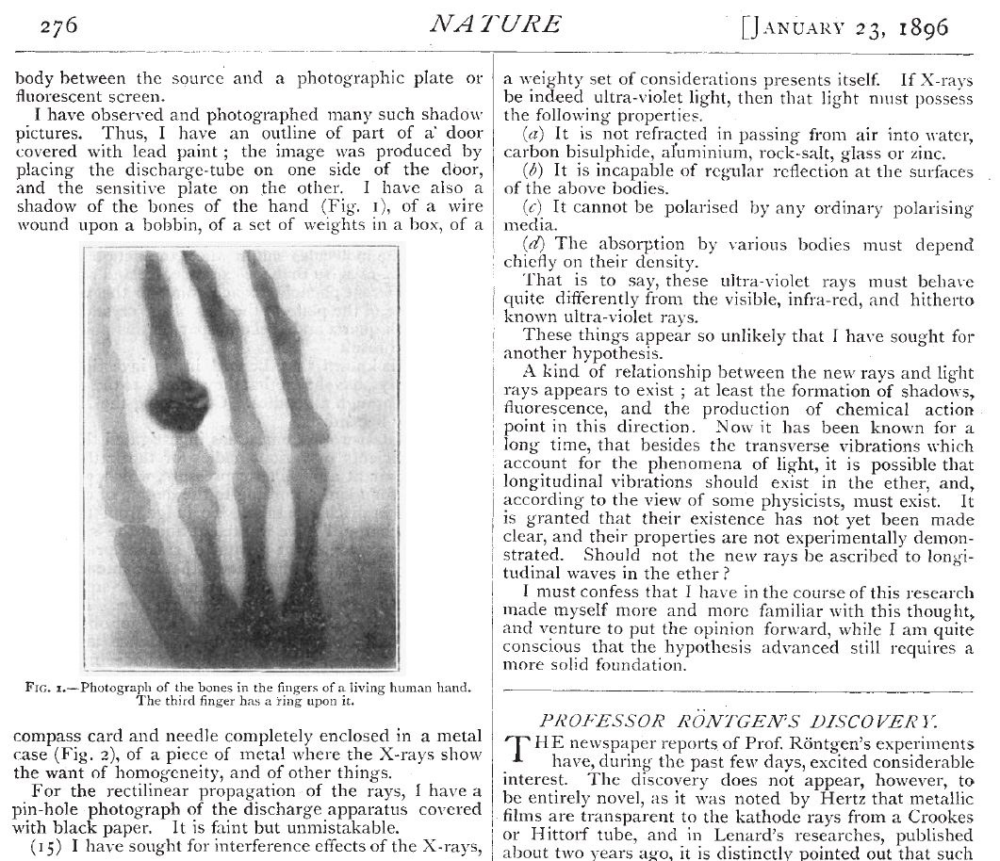 276
NATURE
[JANUARY 23, 1896
body between the source and a photographic plate or
fluorescent screen.
I have observed and photographed many such shadow
pictures. Thus, I have an outline of part of a door
covered with lead paint; the image was produced by
placing the discharge-tube on one side of the door,
and the sensitive plate on the other. I have also a
shadow of the bones of the hand (Fig. 1), of a wire
wound upon a bobbin, of a set of weights in a box, of a
FIG. 1.—Photograph of the bones in the fingers of a living human hand.
The third finger has a ring upon it.
compass card and needle completely enclosed in a metal
case (Fig. 2), of a piece of metal where the X-rays show
the want of homogeneity, and of other things.
For the rectilinear propagation of the rays, I have a
pin-hole photograph of the discharge apparatus covered
with black paper. It is faint but unmistakable.
(15) I have sought for interference effects of the X-rays,
a weighty set of considerations presents itself. If X-rays
be indeed ultra-violet light, then that light must possess
the following properties.
(a) It is not refracted in passing from air into water,
carbon bisulphide, aluminium, rock-salt, glass or zinc.
(b) It is incapable of regular reflection at the surfaces
of the above bodies.
(c) It cannot be polarised by any ordinary polarising
media.
(d) The absorption by various bodies must depend
chiefly on their density.
That is to say, these ultra-violet rays must behave
quite differently from the visible, infra-red, and hitherto
known ultra-violet rays.
These things appear so unlikely that I have sought for
another hypothesis.
A kind of relationship between the new rays and light
rays appears to exist; at least the formation of shadows,
fluorescence, and the production of chemical action
point in this direction. Now it has been known for a
long time, that besides the transverse vibrations which
account for the phenomena of light, it is possible that
longitudinal vibrations should exist in the ether, and,
according to the view of some physicists, must exist. It
is granted that their existence has not yet been made
clear, and their properties are not experimentally demon-
strated. Should not the new rays be ascribed to longi-
tudinal waves in the ether?
I must confess that I have in the course of this research
made myself more and more familiar with this thought,
and venture to put the opinion forward, while I am quite
conscious that the hypothesis advanced still requires a
more solid foundation.
PROFESSOR RÖNTGEN'S DISCOVERY.
THE newspaper reports of Prof. Röntgen's experiments
have, during the past few days, excited considerable
interest. The discovery does not appear, however, to
be entirely novel, as it was noted by Hertz that metallic
films are transparent to the kathode rays from a Crookes
or Hittorf tube, and in Lenard's researches, published
about two years ago, it is distinctly pointed out that such